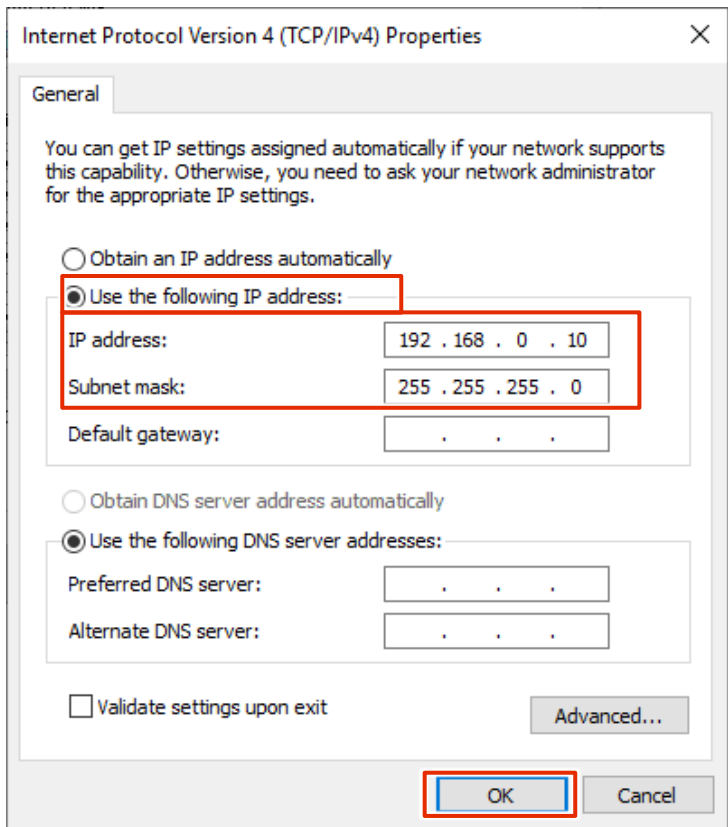 Internet Protocol Version 4 (TCP/IPv4) Properties
General
You can get IP settings assigned automatically if your network supports
this capability. Otherwise, you need to ask your network administrator
for the appropriate IP settings.
Obtain an IP address automatically
Use the following IP address:
IP address: 192 . 168 . 0 . 10
Subnet mask: 255 . 255 . 255 . 0
Default gateway: . . .
Obtain DNS server address automatically
Use the following DNS server addresses:
Preferred DNS server: . . .
Alternate DNS server: . . .
Validate settings upon exit
Advanced...
OK Cancel